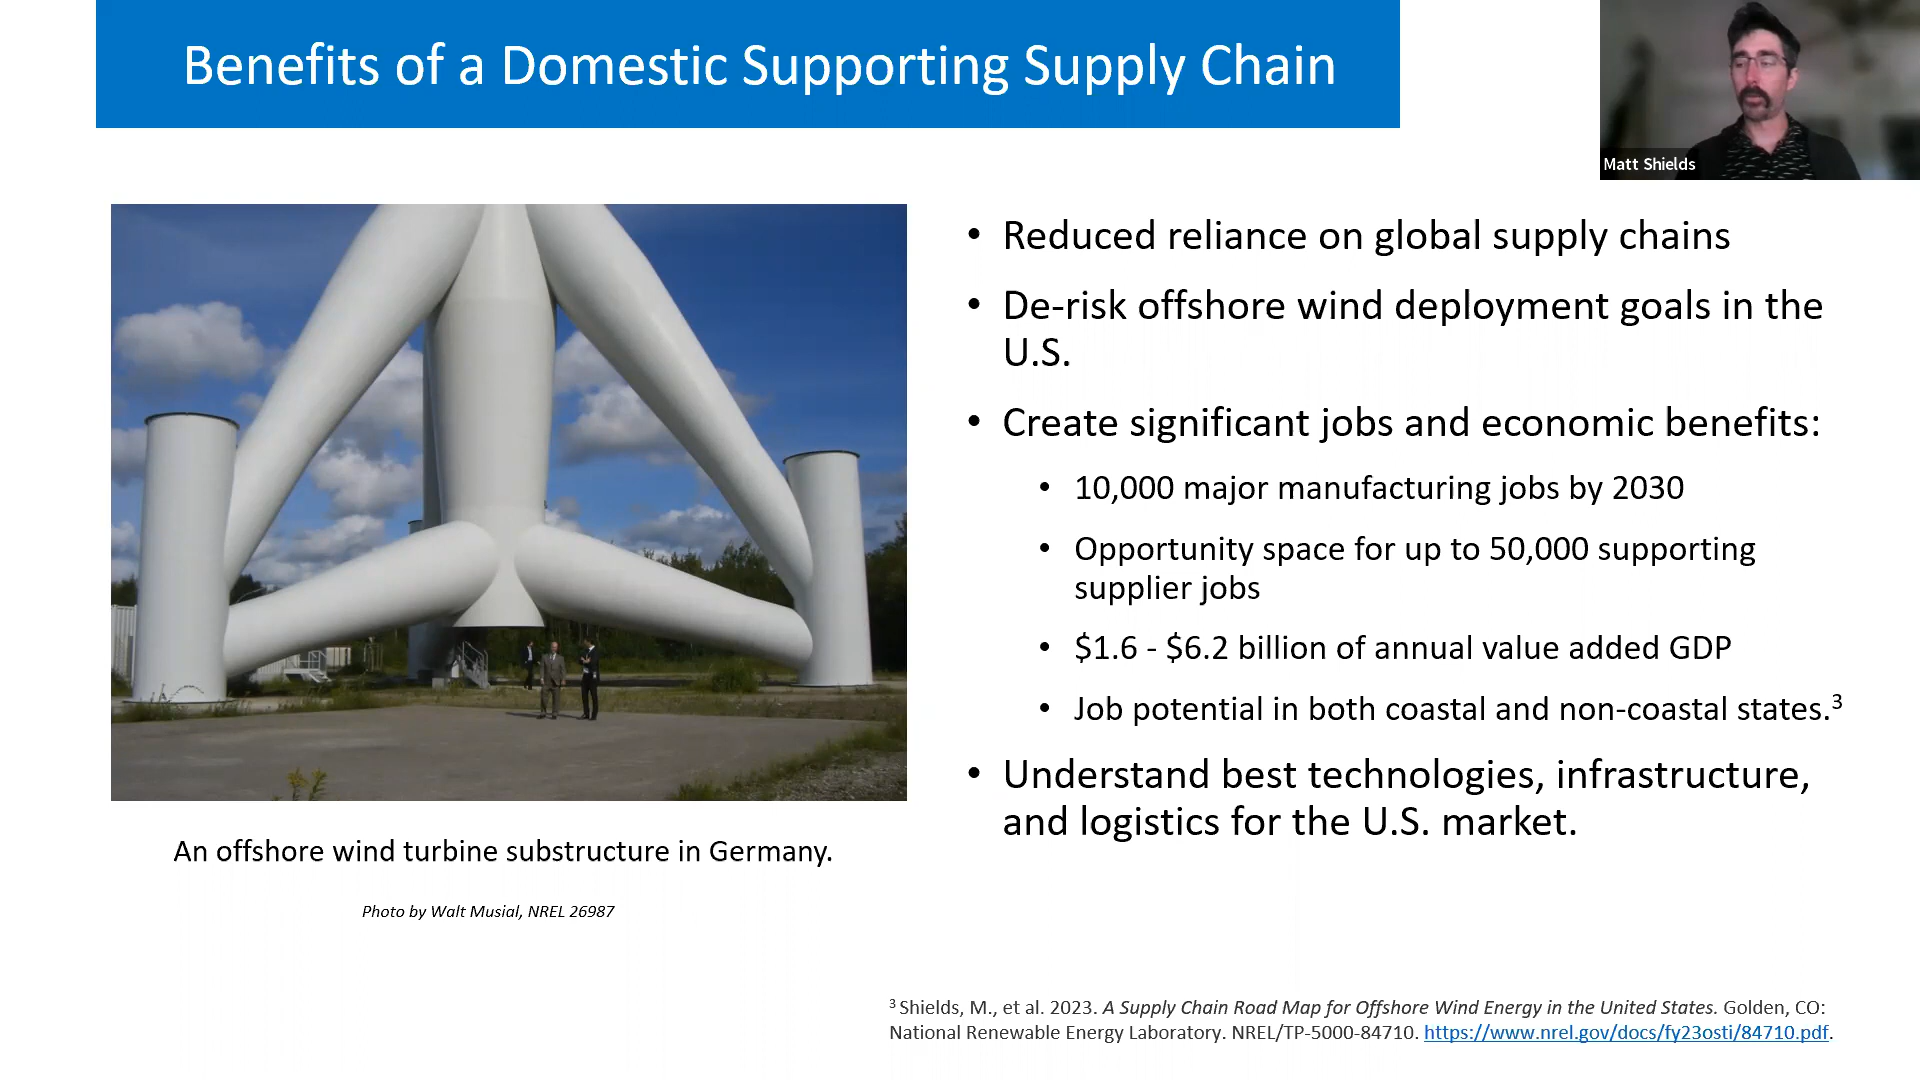 Benefits of a Domestic Supporting Supply Chain
Matt Shields
• Reduced reliance on global supply chains
• De-risk offshore wind deployment goals in the
U.S.
• Create significant jobs and economic benefits:
• 10,000 major manufacturing jobs by 2030
• Opportunity space for up to 50,000 supporting
supplier jobs
• $1.6 - $6.2 billion of annual value added GDP
• Job potential in both coastal and non-coastal states.³
• Understand best technologies, infrastructure,
and logistics for the U.S. market.
An offshore wind turbine substructure in Germany.
Photo by Walt Musial, NREL 26987
³ Shields, M., et al. 2023. A Supply Chain Road Map for Offshore Wind Energy in the United States. Golden, CO:
National Renewable Energy Laboratory. NREL/TP-5000-84710. https://www.nrel.gov/docs/fy23osti/84710.pdf.